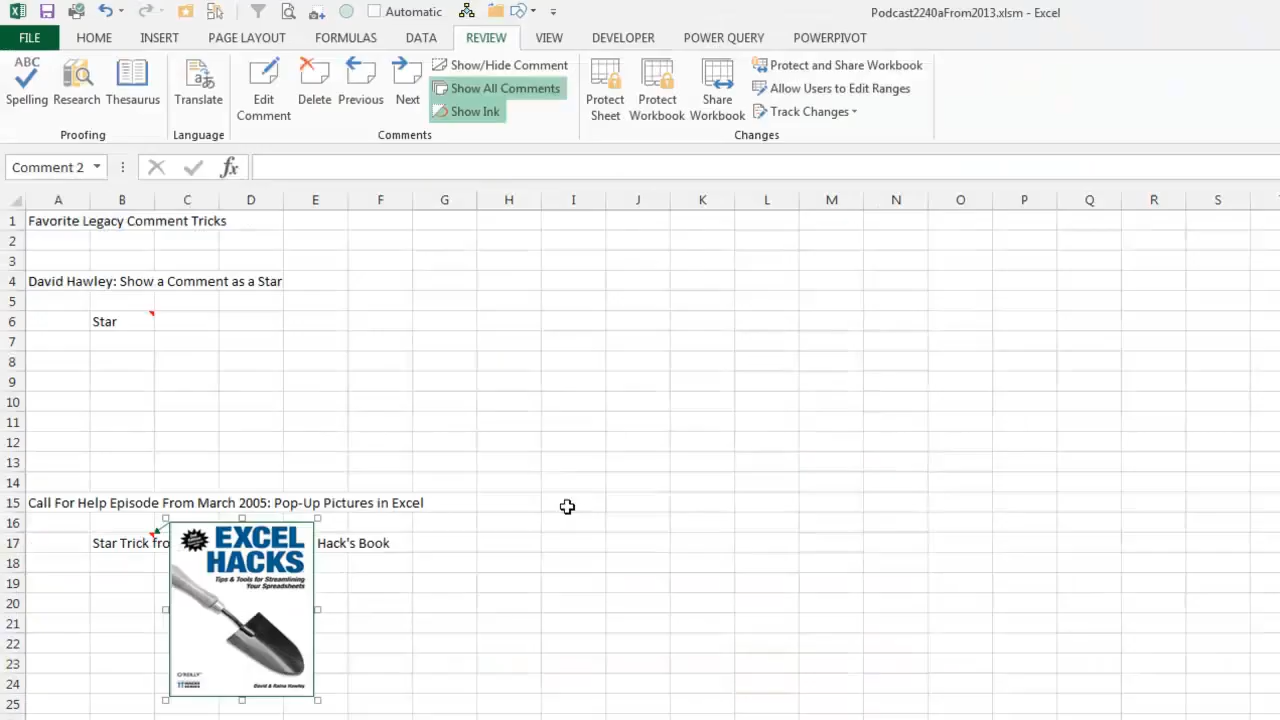 Automatic
Podcast2240aFrom2013.xlsm - Excel
FILE HOME INSERT PAGE LAYOUT FORMULAS DATA REVIEW VIEW DEVELOPER POWER QUERY POWERPIVOT
ABC
Spelling Research Thesaurus
Proofing
Translate
Language
Edit Comment
Delete Previous Next
Show/Hide Comment
Show All Comments
Show Ink
Comments
Protect Sheet
Protect Workbook
Share Workbook
Protect and Share Workbook
Allow Users to Edit Ranges
Track Changes
Changes
Comment 2
fx
A B C D E F G H I J K L M N O P Q R S
1 Favorite Legacy Comment Tricks
2
3
4 David Hawley: Show a Comment as a Star
5
6 Star
7
8
9
10
11
12
13
14
15 Call For Help Episode From March 2005: Pop-Up Pictures in Excel
16
17 Star Trick fro Hack's Book
18
19
20
21
22
23
24
25
EXCEL
HACKS
Tips & Tools for Streamlining
Your Spreadsheets
O'REILLY
David & Raina Hawley